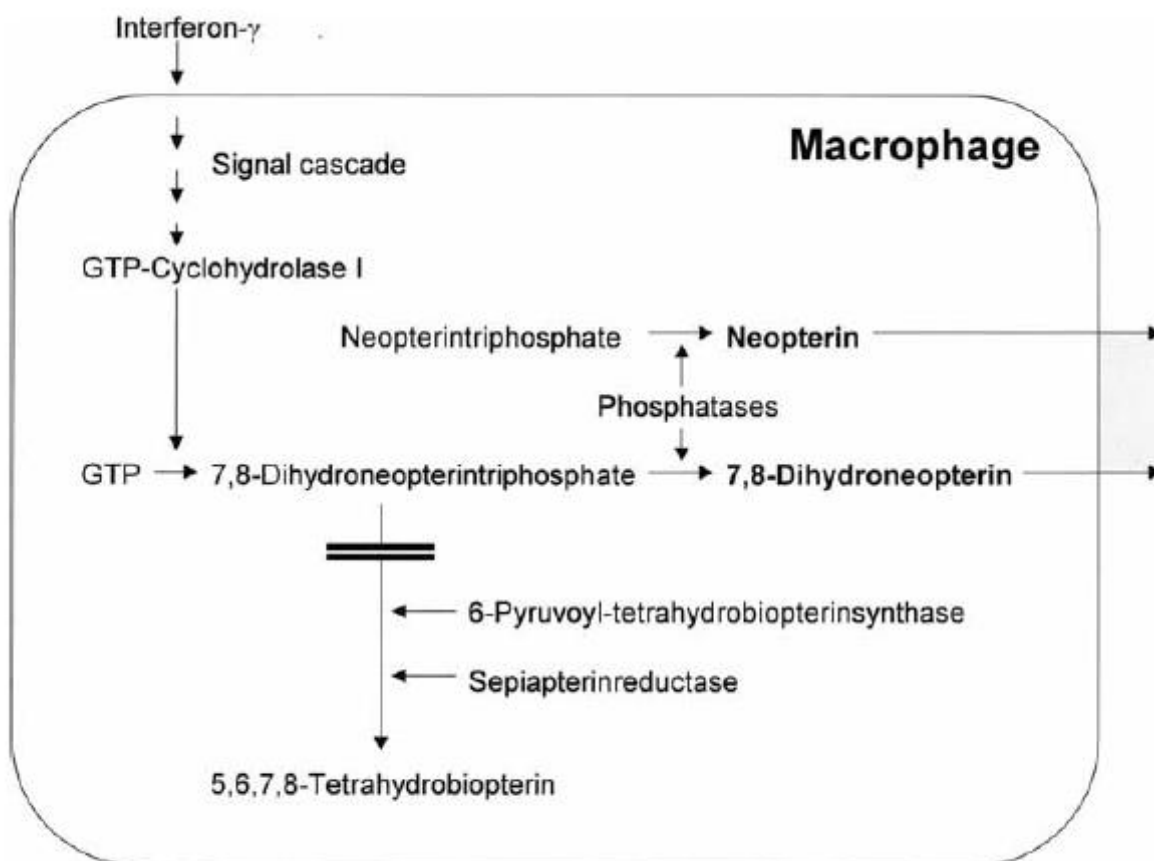 Interferon-γ
Macrophage
Signal cascade
GTP-Cyclohydrolase I
Neopterintriphosphate
Neopterin
Phosphatases
GTP
7,8-Dihydroneopterintriphosphate
7,8-Dihydroneopterin
6-Pyruvoyl-tetrahydrobiopterinsynthase
Sepiapterinreductase
5,6,7,8-Tetrahydrobiopterin